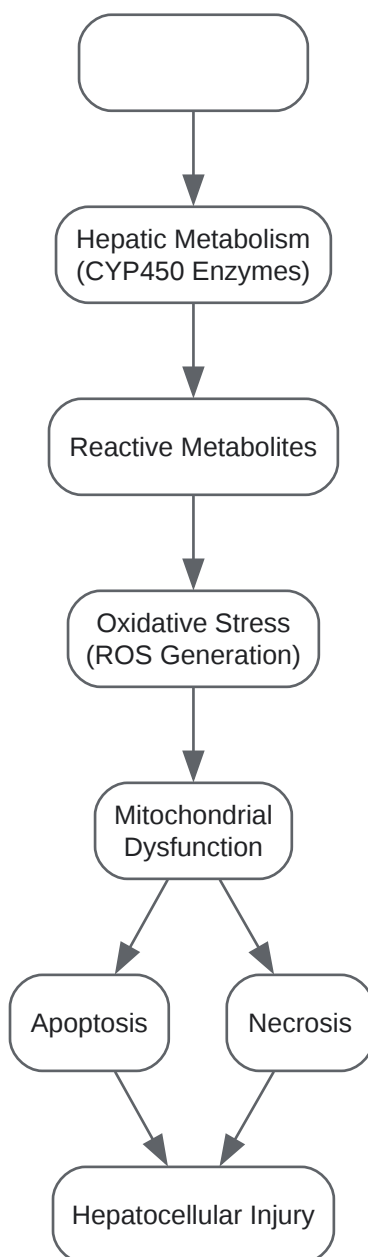 Hepatic Metabolism
(CYP450 Enzymes)
Reactive Metabolites
Oxidative Stress
(ROS Generation)
Mitochondrial
Dysfunction
Apoptosis
Necrosis
Hepatocellular Injury